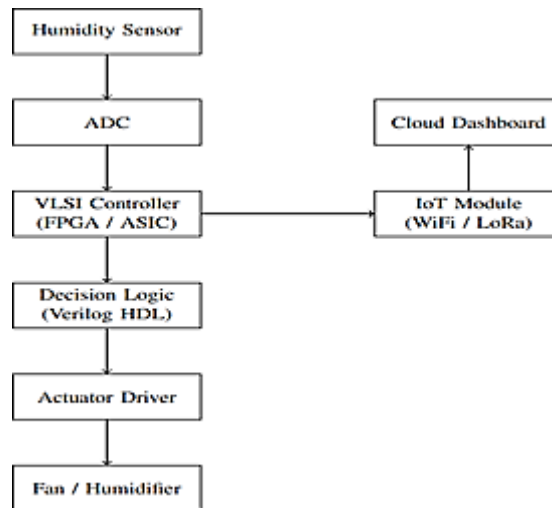 Humidity Sensor
ADC
Cloud Dashboard
VLSI Controller
(FPGA / ASIC)
IoT Module
(WiFi / LoRa)
Decision Logic
(Verilog HDL)
Actuator Driver
Fan / Humidifier